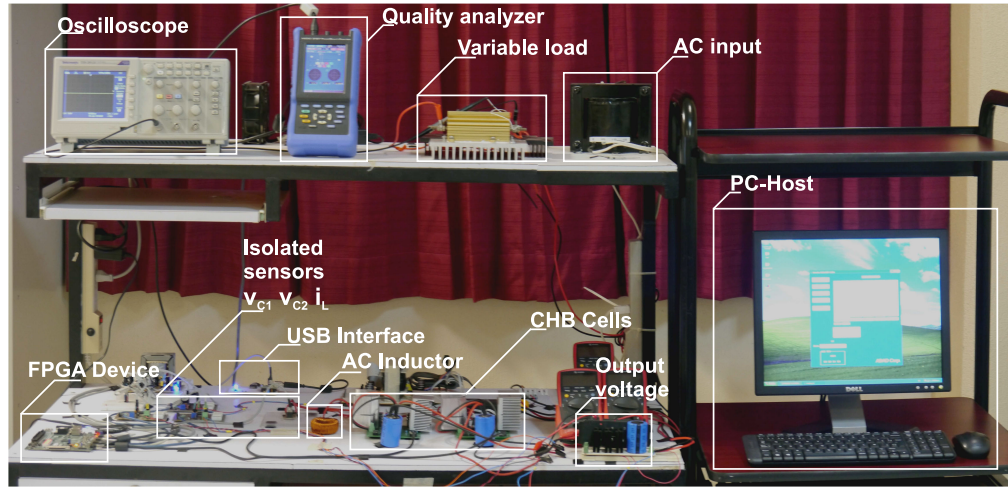 Oscilloscope
Quality analyzer
Variable load
AC input
PC-Host
Isolated
sensors
vC1 vC2 iL
USB Interface
CHB Cells
AC Inductor
FPGA Device
Output
voltage
DELL